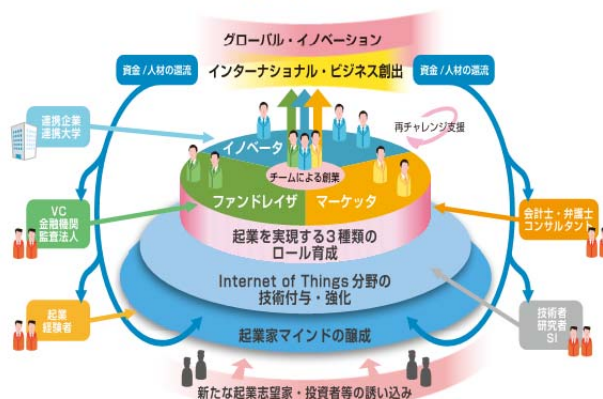 グローバル・イノベーション
資金/人材の還流
インターナショナル・ビジネス創出
資金/人材の還流
連携企業
連携大学
イノベータ
再チャレンジ支援
チームによる創業
ファンドレイザ
マーケッタ
VC
金融機関
監査法人
会計士・弁護士
コンサルタント
起業を実現する3種類の
ロール育成
Internet of Things分野の
技術付与・強化
起業
経験者
技術者
研究者
SI
起業家マインドの醸成
新たな起業志望家・投資者等の誘い込み